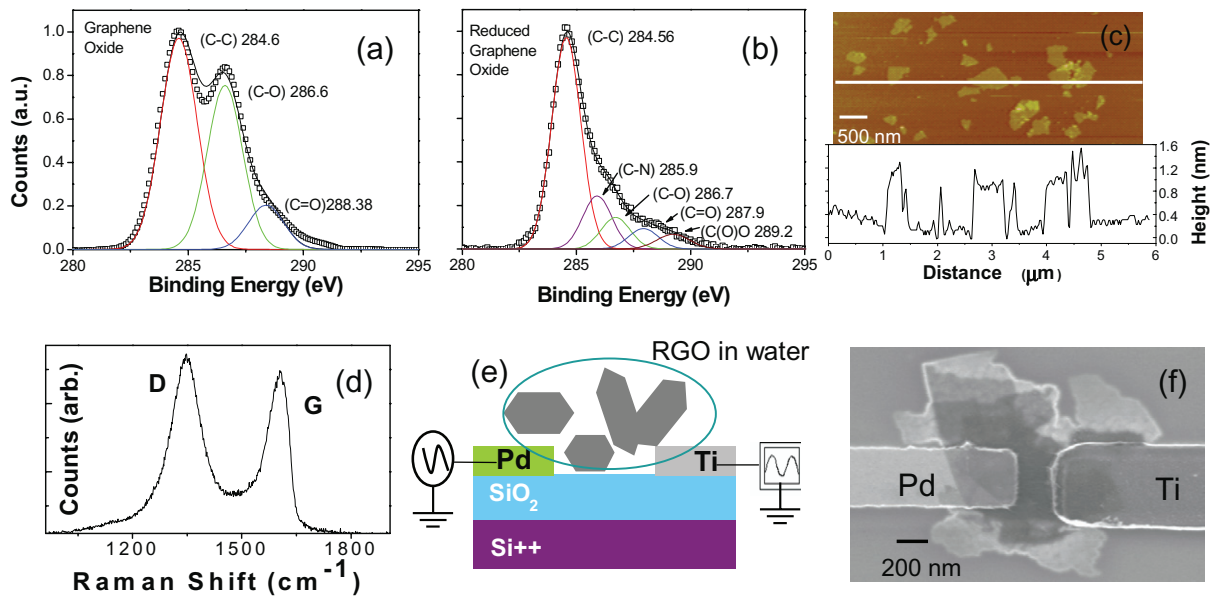 Graphene
Oxide
(a)
(C-C) 284.6
(C-O) 286.6
(C=O)288.38
Counts (a.u.)
1.0
0.8
0.6
0.4
0.2
0.0
280 285 290 295
Binding Energy (eV)
Reduced
Graphene
Oxide
(b)
(C-C) 284.56
(C-N) 285.9
(C-O) 286.7
(C=O) 287.9
(C(O)O 289.2
280 285 290 295
Binding Energy (eV)
(c)
500 nm
1.6
1.2
0.8
0.4
0.0
Height (nm)
0 1 2 3 4 5 6
Distance (μm)
(d)
D
G
Counts (arb.)
1200 1500 1800
Raman Shift (cm-1)
(e)
RGO in water
Pd
Ti
SiO2
Si++
(f)
Pd
Ti
200 nm